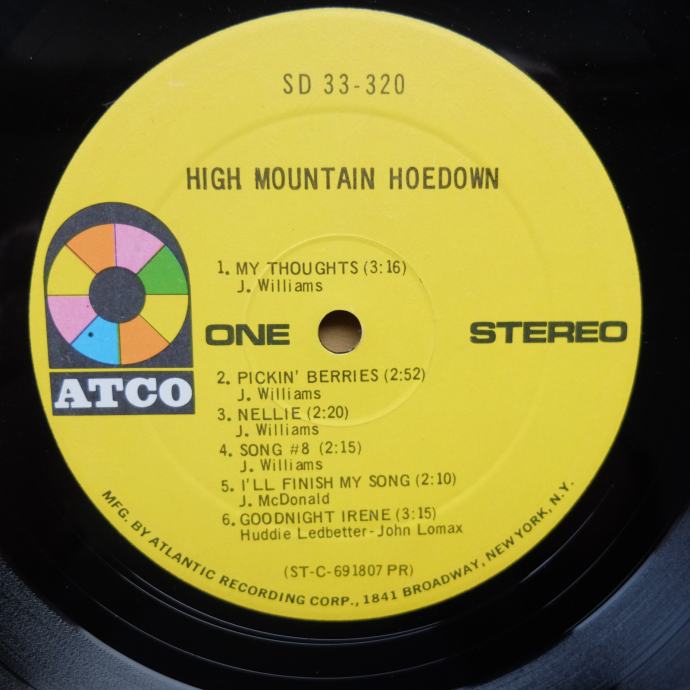 SD 33-320
HIGH MOUNTAIN HOEDOWN
1. MY THOUGHTS (3:16)
J. Williams
ONE
STEREO
ATCO
2. PICKIN' BERRIES (2:52)
J. Williams
3. NELLIE (2:20)
J. Williams
4. SONG #8 (2:15)
J. Williams
5. I'LL FINISH MY SONG (2:10)
J. McDonald
6. GOODNIGHT IRENE (3:15)
Huddie Ledbetter-John Lomax
(ST-C-691807 PR)
MFG. BY ATLANTIC RECORDING CORP., 1841 BROADWAY, NEW YORK, N.Y.